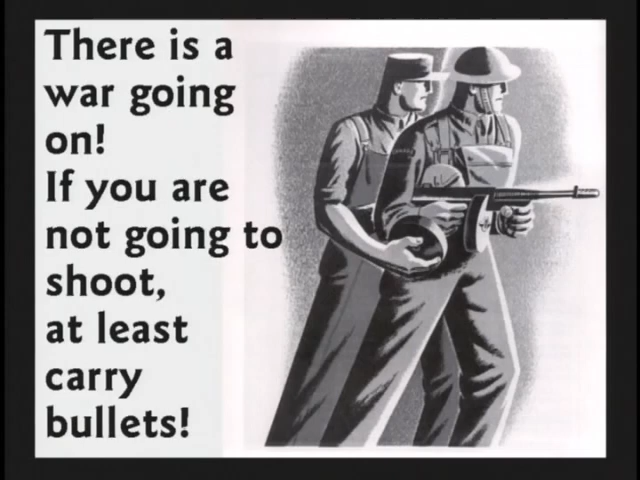 There is a
war going
on!
If you are
not going to
shoot,
at least
carry
bullets!